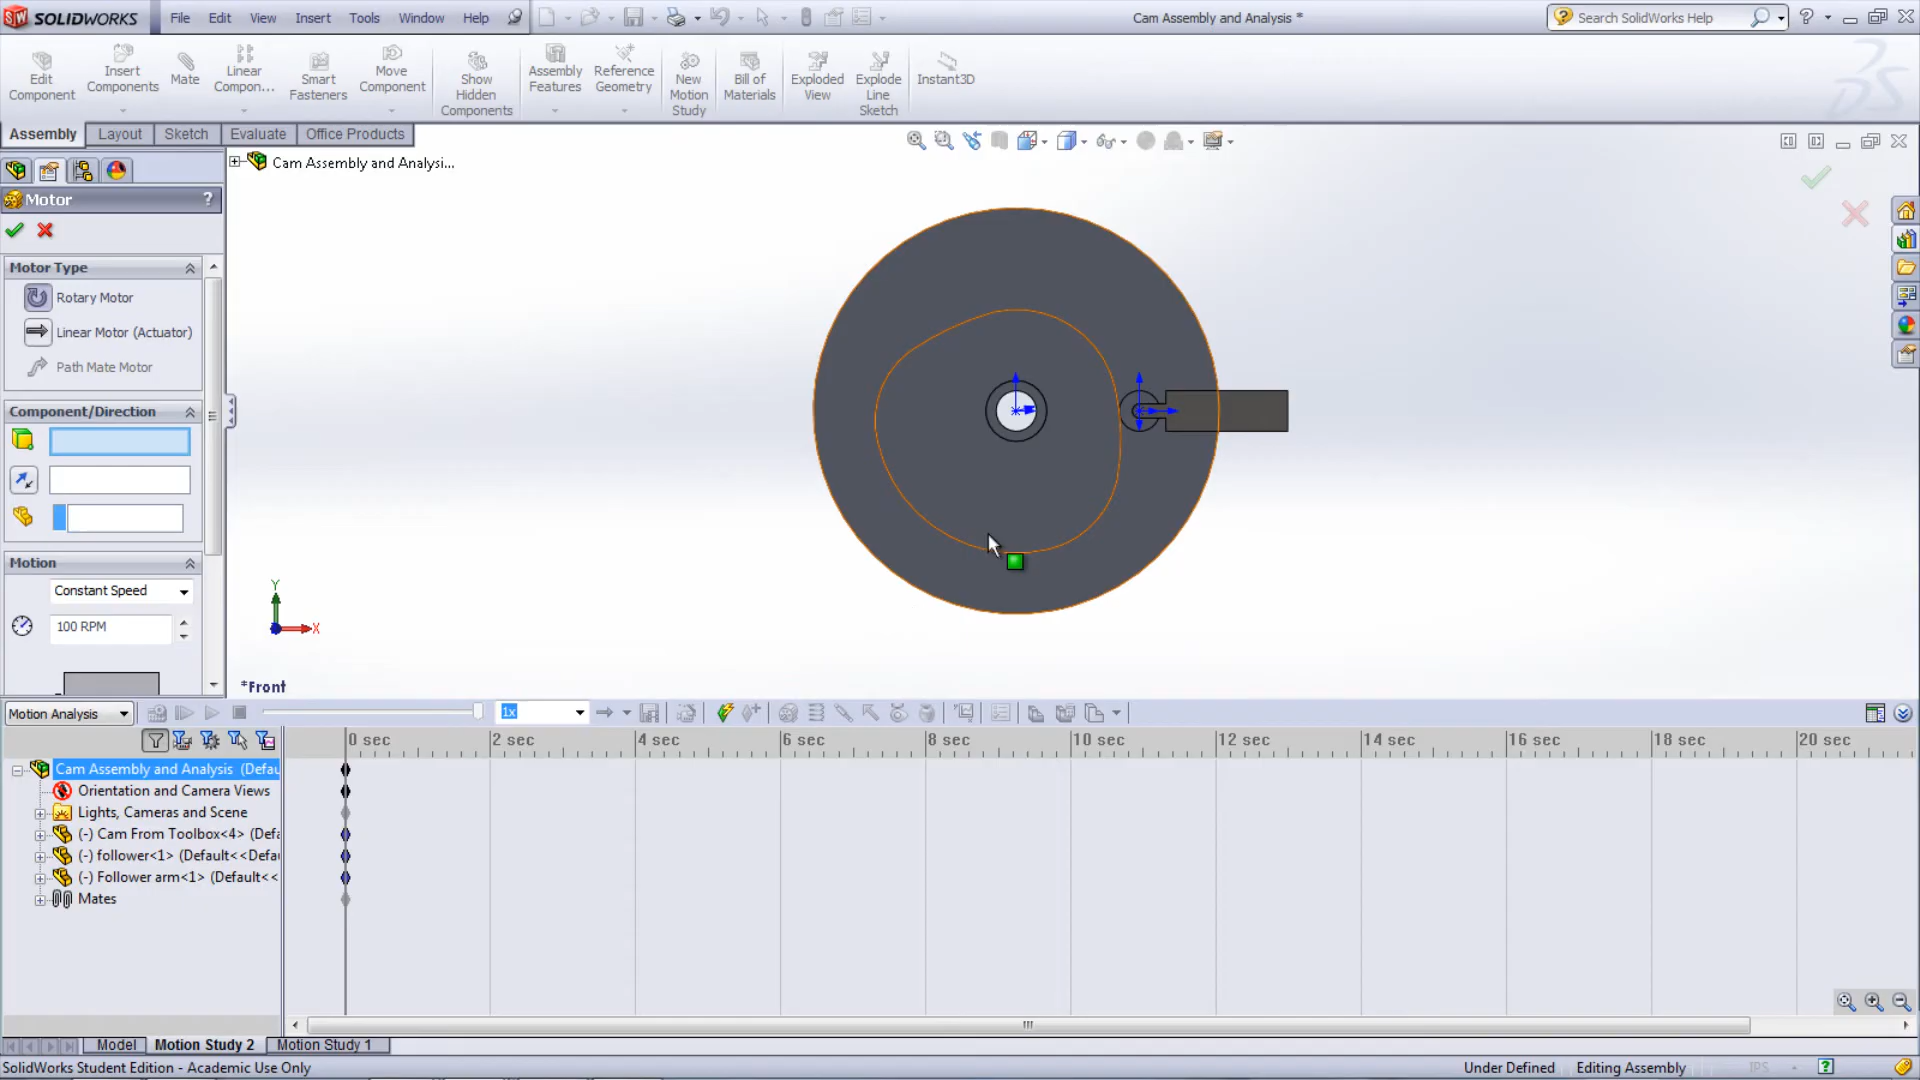 SOLIDWORKS File Edit View Insert Tools Window Help Cam Assembly and Analysis * Search SolidWorks Help
Edit Component
Insert Components
Mate
Linear Compon...
Smart Fasteners
Move Component
Show Hidden Components
Assembly Features
Reference Geometry
New Motion Study
Bill of Materials
Exploded View
Explode Line Sketch
Instant3D
Assembly Layout Sketch Evaluate Office Products
Cam Assembly and Analysi...
Motor ?
Motor Type
Rotary Motor
Linear Motor (Actuator)
Path Mate Motor
Component/Direction
Motion
Constant Speed
100 RPM
Y
X
*Front
Motion Analysis 1x
0 sec 2 sec 4 sec 6 sec 8 sec 10 sec 12 sec 14 sec 16 sec 18 sec 20 sec
Cam Assembly and Analysis (Defau
Orientation and Camera Views
Lights, Cameras and Scene
(-) Cam From Toolbox<4> (Defa
(-) follower<1> (Default<<Defau
(-) Follower arm<1> (Default<<
Mates
Model Motion Study 2 Motion Study 1
SolidWorks Student Edition - Academic Use Only Under Defined Editing Assembly IPS